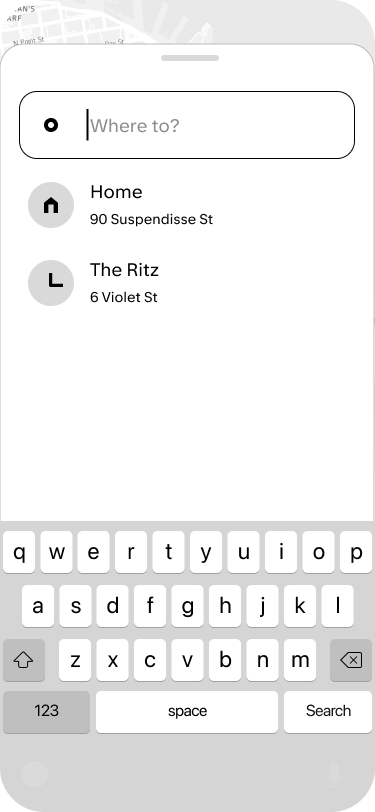 AN'S
ARF
N Point St
Bay St
Where to?
Home
90 Suspendisse St
The Ritz
6 Violet St
q w e r t y u i o p
a s d f g h j k l
z x c v b n m
123 space Search